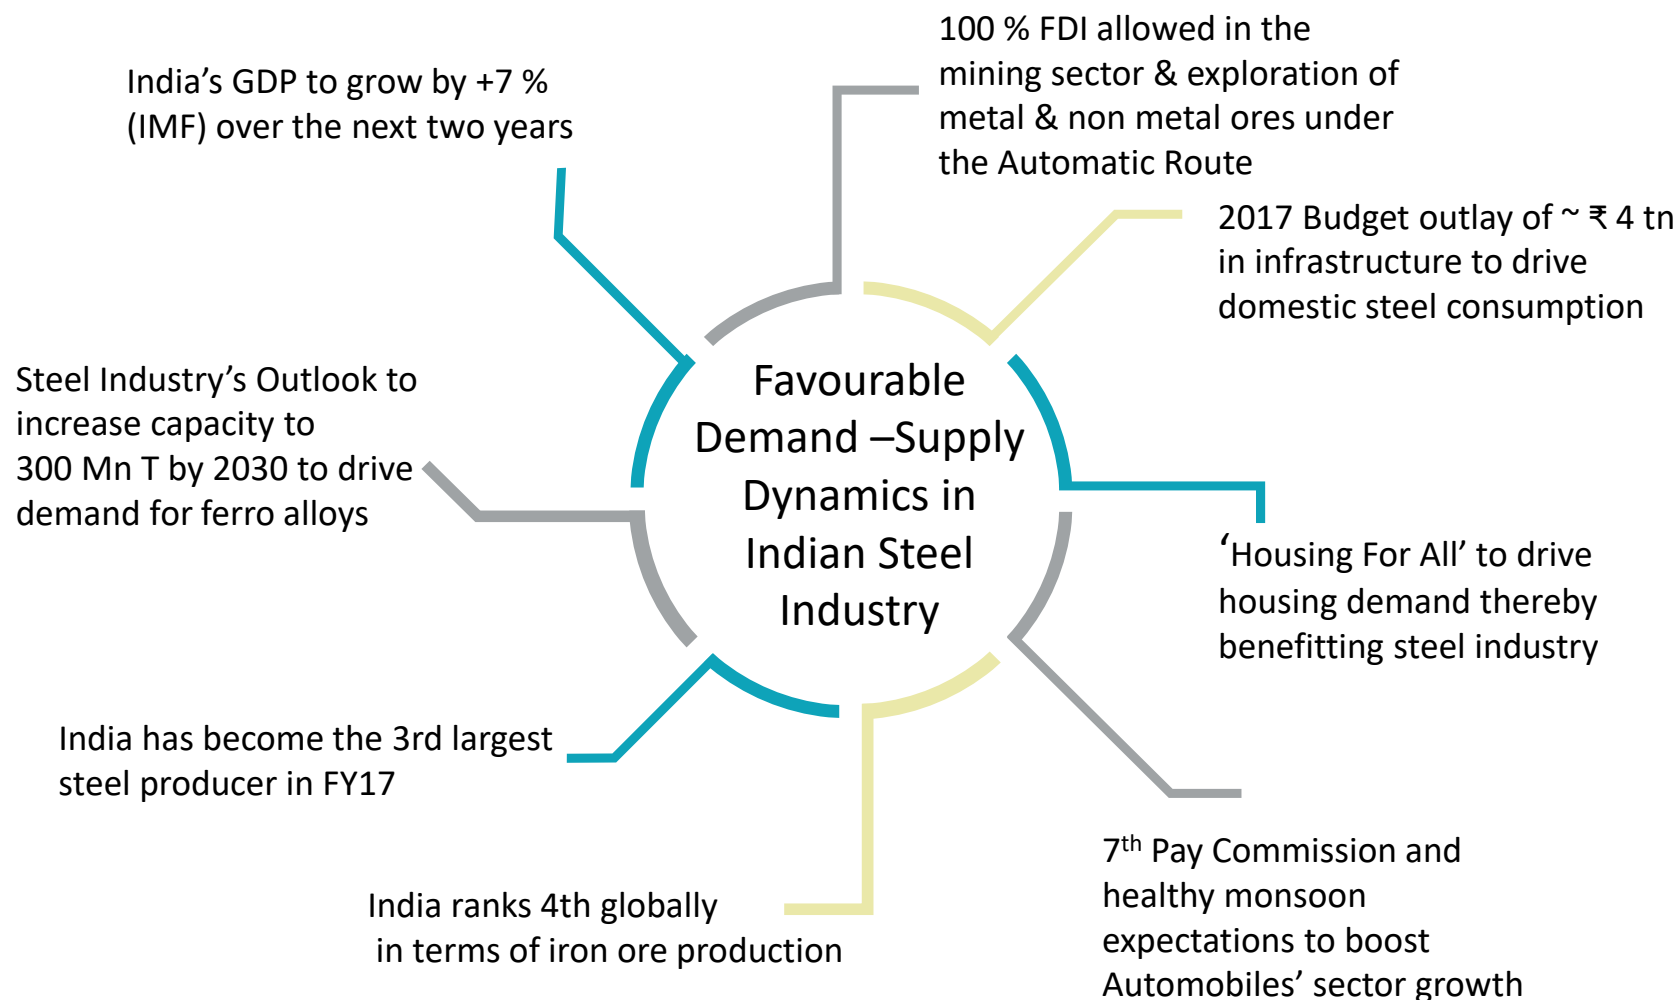 India’s GDP to grow by +7 %
(IMF) over the next two years
100 % FDI allowed in the
mining sector & exploration of
metal & non metal ores under
the Automatic Route
2017 Budget outlay of ~ ₹ 4 tn
in infrastructure to drive
domestic steel consumption
Steel Industry’s Outlook to
increase capacity to
300 Mn T by 2030 to drive
demand for ferro alloys
Favourable
Demand –Supply
Dynamics in
Indian Steel
Industry
‘Housing For All’ to drive
housing demand thereby
benefitting steel industry
India has become the 3rd largest
steel producer in FY17
7th Pay Commission and
healthy monsoon
expectations to boost
Automobiles’ sector growth
India ranks 4th globally
in terms of iron ore production